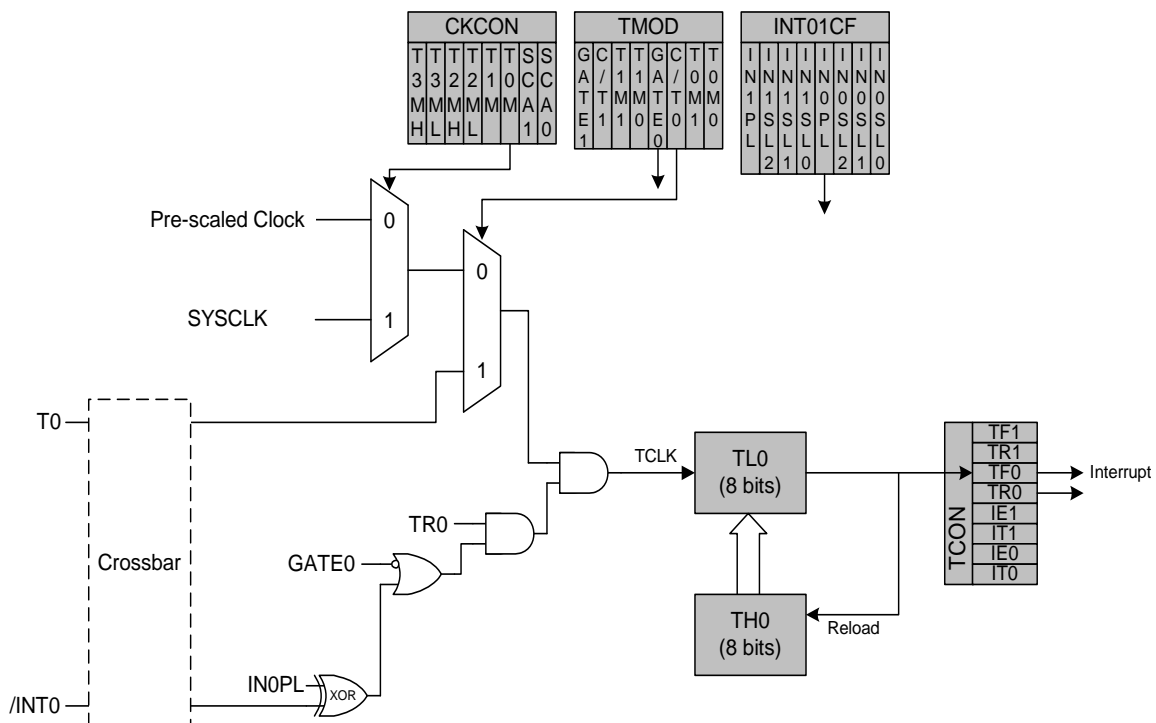 CKCON
T3MH
T3ML
T2MH
T2ML
T1M
T0M
SCA1
SCA0
TMOD
GATE1
C/T1
T1M1
T1M0
GATE0
C/T0
T0M1
T0M0
INT01CF
IN1PL
IN1SL2
IN1SL1
IN1SL0
IN0PL
IN0SL2
IN0SL1
IN0SL0
Pre-scaled Clock
0
SYSCLK
1
0
1
T0
Crossbar
/INT0
TR0
GATE0
IN0PL
XOR
TCLK
TL0
(8 bits)
TH0
(8 bits)
Reload
TCON
TF1
TR1
TF0
TR0
IE1
IT1
IE0
IT0
Interrupt